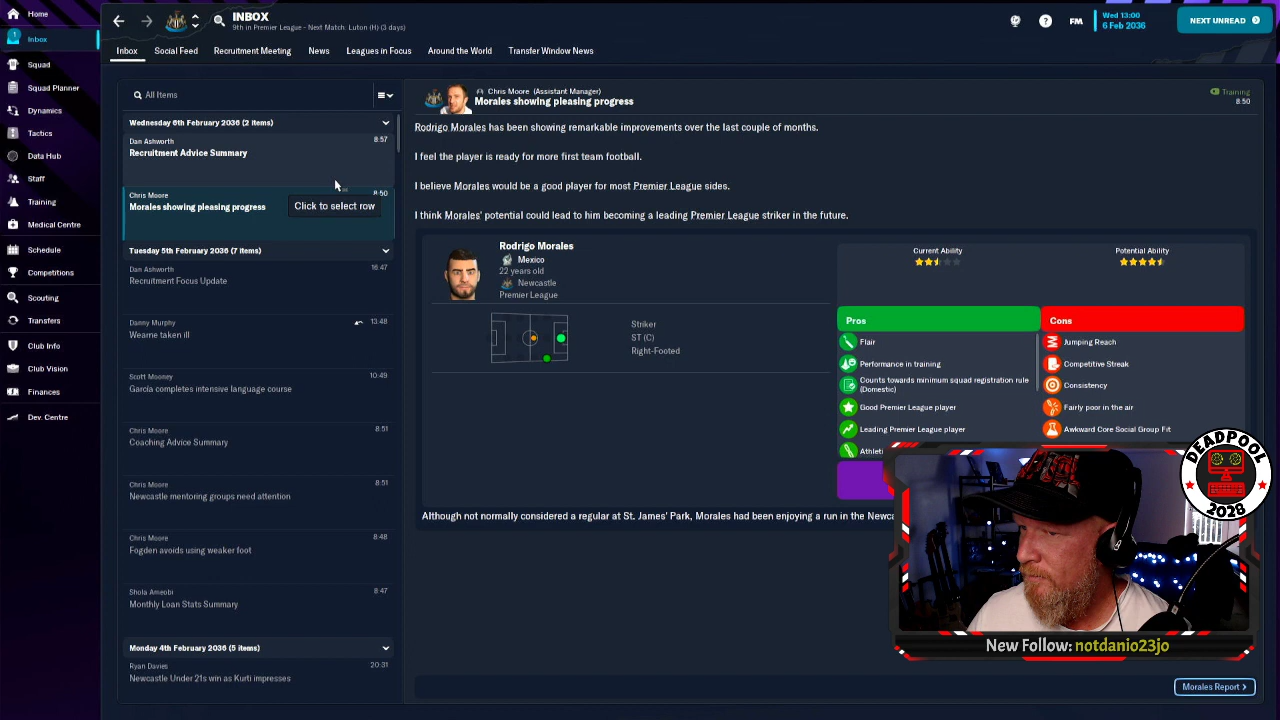 Home
Inbox
Squad
Squad Planner
Dynamics
Tactics
Data Hub
Staff
Training
Medical Centre
Schedule
Competitions
Scouting
Transfers
Club Info
Club Vision
Finances
Dev. Centre
1
INBOX
9th in Premier League - Next Match: Luton (H) (3 days)
FM
Wed 13:00
6 Feb 2036
NEXT UNREAD
Inbox
Social Feed
Recruitment Meeting
News
Leagues in Focus
Around the World
Transfer Window News
All Items
Wednesday 6th February 2036 (2 items)
Dan Ashworth 8:57
Recruitment Advice Summary
Chris Moore 8:50
Morales showing pleasing progress
Click to select row
Tuesday 5th February 2036 (7 items)
Dan Ashworth 16:47
Recruitment Focus Update
Danny Murphy 13:48
Wearne taken ill
Scott Mooney 10:49
García completes intensive language course
Chris Moore 8:51
Coaching Advice Summary
Chris Moore 8:51
Newcastle mentoring groups need attention
Chris Moore 8:48
Fogden avoids using weaker foot
Shola Ameobi 8:47
Monthly Loan Stats Summary
Monday 4th February 2036 (5 items)
Ryan Davies 20:31
Newcastle Under 21s win as Kurti impresses
Chris Moore (Assistant Manager)
Morales showing pleasing progress
Training
8:50
Rodrigo Morales has been showing remarkable improvements over the last couple of months.
I feel the player is ready for more first team football.
I believe Morales would be a good player for most Premier League sides.
I think Morales' potential could lead to him becoming a leading Premier League striker in the future.
Rodrigo Morales
Mexico
22 years old
Newcastle
Premier League
Striker
ST (C)
Right-Footed
Current Ability
Potential Ability
Pros
Flair
Performance in training
Counts towards minimum squad registration rule
(Domestic)
Good Premier League player
Leading Premier League player
Athleti
Cons
Jumping Reach
Competitive Streak
Consistency
Fairly poor in the air
Awkward Core Social Group Fit
Although not normally considered a regular at St. James' Park, Morales had been enjoying a run in the Newca
DEADPOOL
2028
New Follow: notdanio23jo
Morales Report